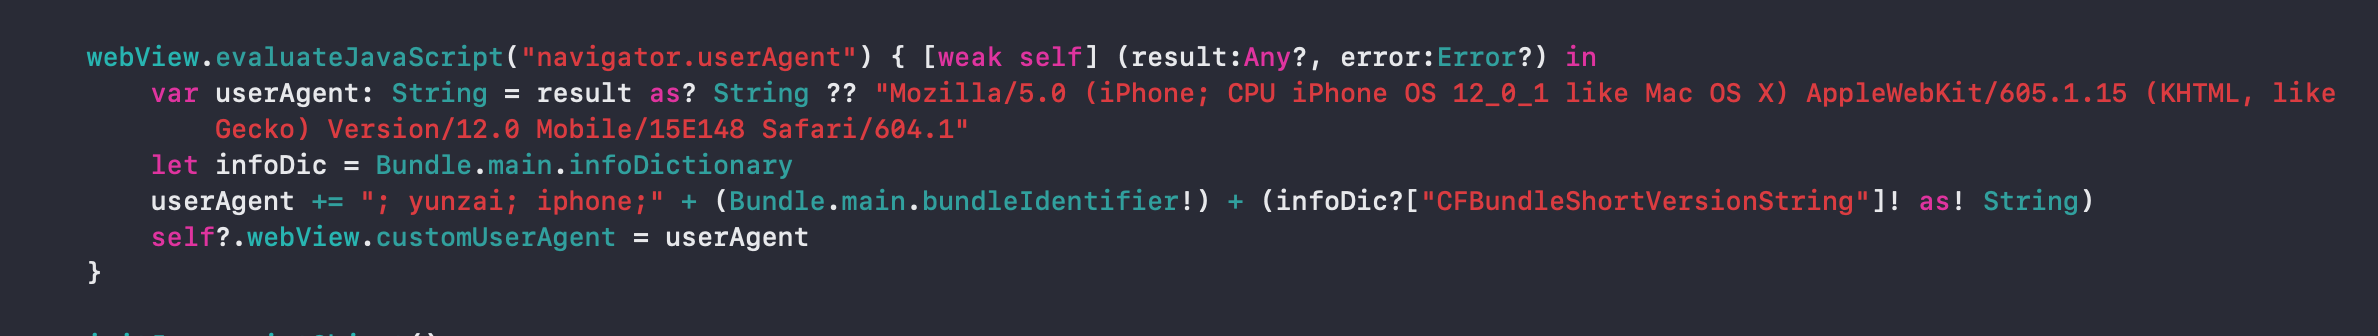 webView.evaluateJavaScript("navigator.userAgent") { [weak self] (result:Any?, error:Error?) in
var userAgent: String = result as? String ?? "Mozilla/5.0 (iPhone; CPU iPhone OS 12_0_1 like Mac OS X) AppleWebKit/605.1.15 (KHTML, like
Gecko) Version/12.0 Mobile/15E148 Safari/604.1"
let infoDic = Bundle.main.infoDictionary
userAgent += "; yunzai; iphone;" + (Bundle.main.bundleIdentifier!) + (infoDic?["CFBundleShortVersionString"]! as! String)
self?.webView.customUserAgent = userAgent
}